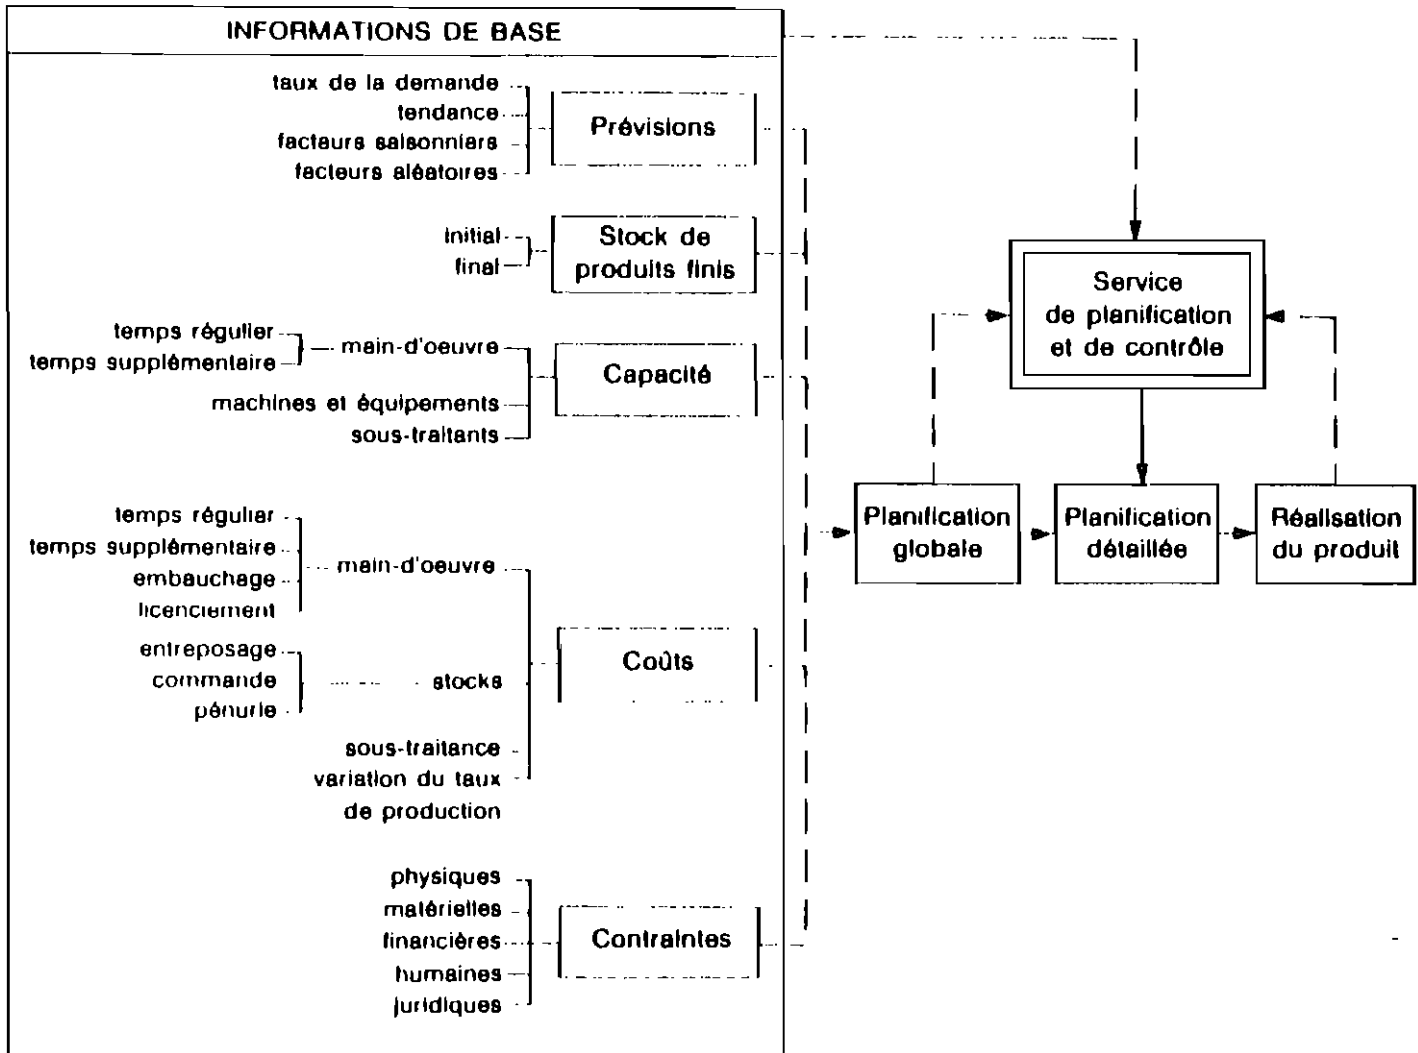 INFORMATIONS DE BASE
taux de la demande
tendance
facteurs saisonniers
facteurs aléatoires
Prévisions
initial
final
Stock de
produits finis
temps régulier
temps supplémentaire
main-d'oeuvre
machines et équipements
sous-traitants
Capacité
temps régulier
temps supplémentaire
embauchage
licenciement
main-d'oeuvre
entreposage
commande
pénurie
stocks
sous-traitance
variation du taux
de production
Coûts
physiques
matérielles
financières
humaines
juridiques
Contraintes
Service
de planification
et de contrôle
Planification
globale
Planification
détaillée
Réalisation
du produit